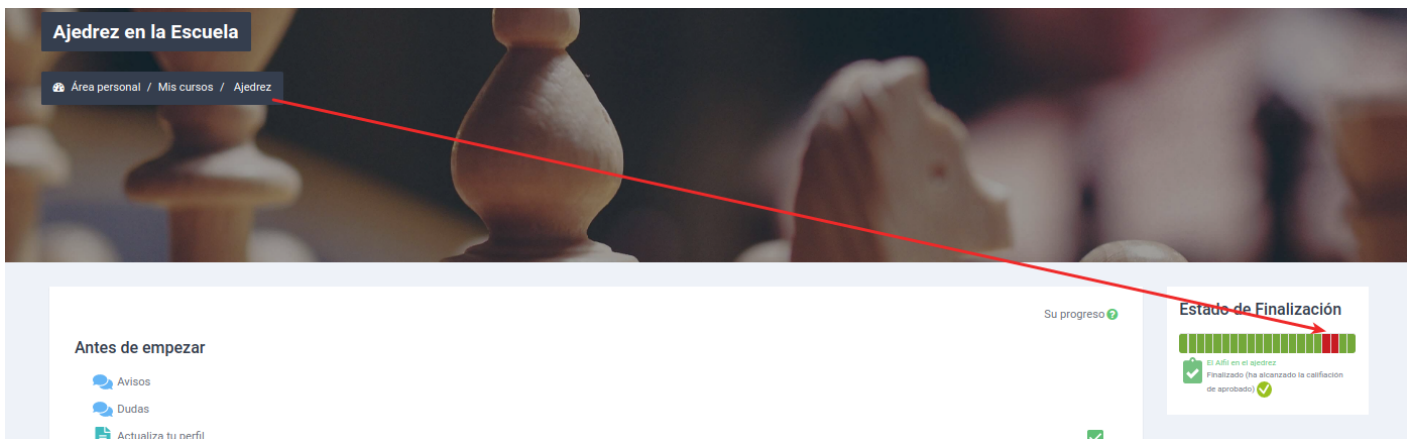 Ajedrez en la Escuela
Área personal / Mis cursos / Ajedrez
Su progreso
Estado de Finalización
Antes de empezar
El Alfil en el ajedrez
Finalizado (ha alcanzado la califiación
de aprobado)
Avisos
Dudas
Actualiza tu perfil